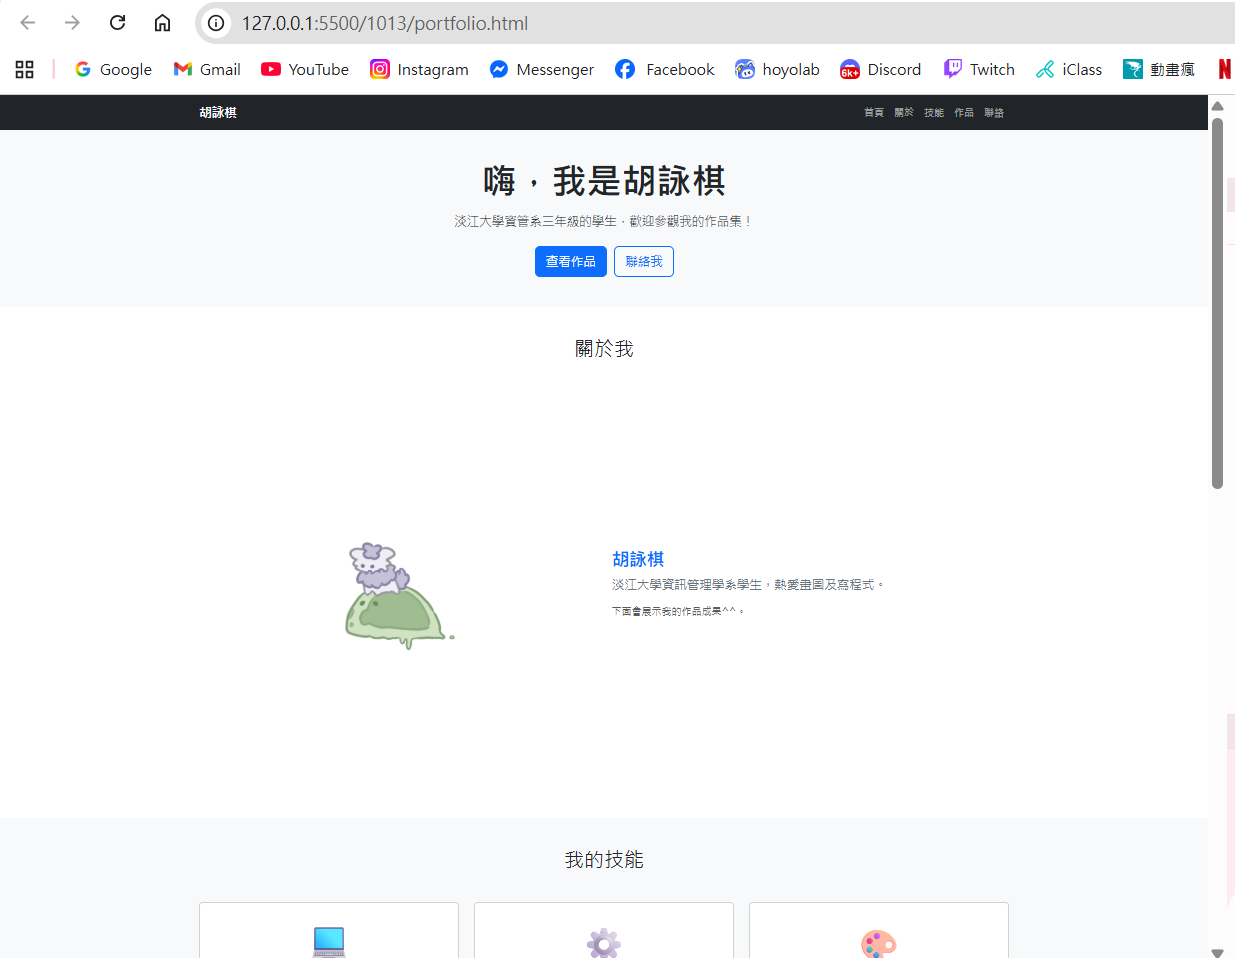 127.0.0.1:5500/1013/portfolio.html
Google Gmail YouTube Instagram Messenger Facebook hoyolab 6k+ Discord Twitch iClass 動畫瘋
胡詠棋 首頁 關於 技能 作品 聯絡
嗨，我是胡詠棋
淡江大學資管系三年級的學生，歡迎參觀我的作品集！
查看作品 聯絡我
關於我
胡詠棋
淡江大學資訊管理學系學生，熱愛畫圖及寫程式。
下面會展示我的作品成果^^。
我的技能